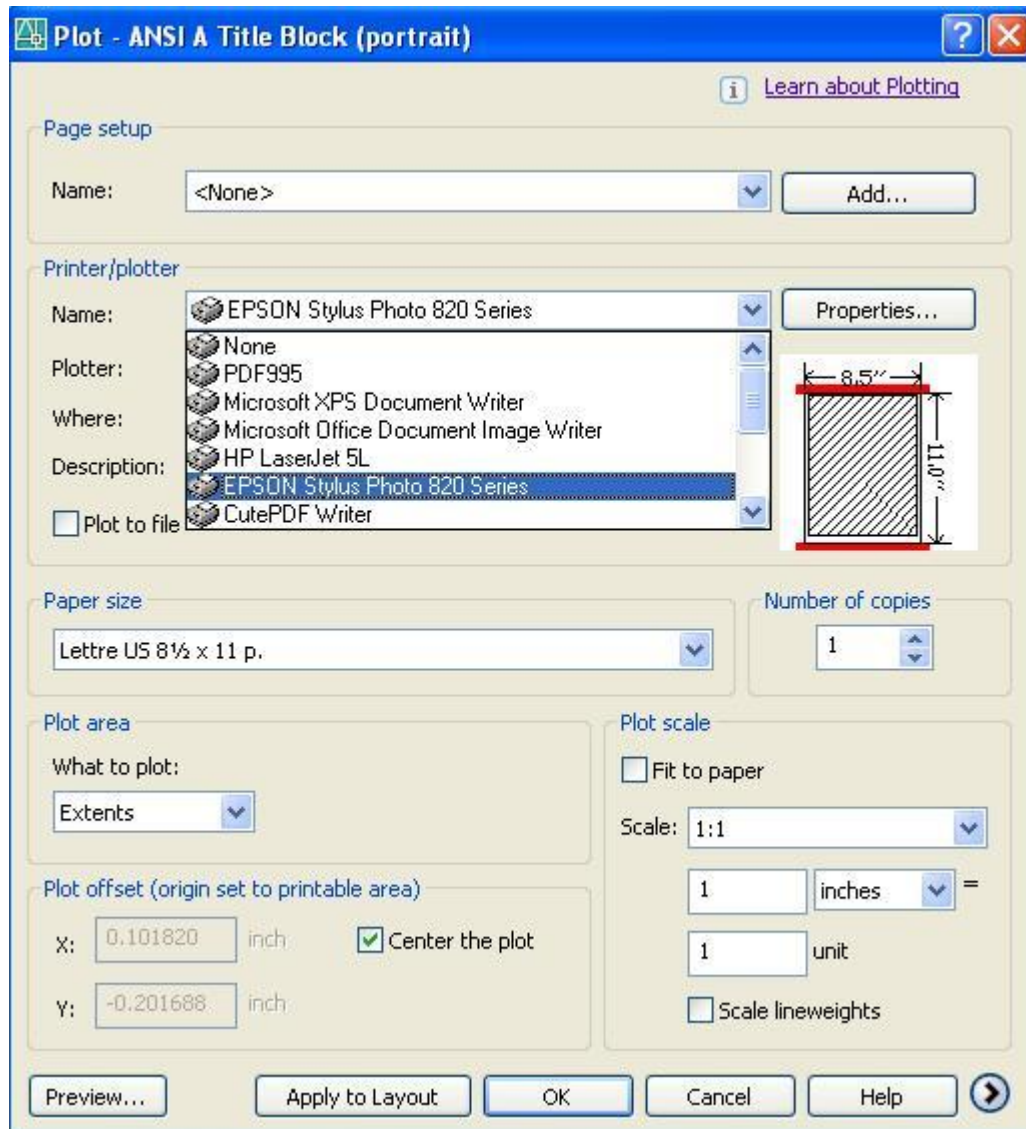 Plot - ANSI A Title Block (portrait)
Learn about Plotting
Page setup
Name: <None> Add...
Printer/plotter
Name: EPSON Stylus Photo 820 Series Properties...
None
Plotter: PDF995
Microsoft XPS Document Writer
Where: Microsoft Office Document Image Writer
HP LaserJet 5L
Description: EPSON Stylus Photo 820 Series
Plot to file CutePDF Writer
8.5''
11.0''
Paper size
Lettre US 8½ x 11 p.
Number of copies
1
Plot area
What to plot:
Extents
Plot scale
Fit to paper
Scale: 1:1
1 inches =
1 unit
Scale lineweights
Plot offset (origin set to printable area)
X: 0.101820 inch Center the plot
Y: -0.201688 inch
Preview... Apply to Layout OK Cancel Help